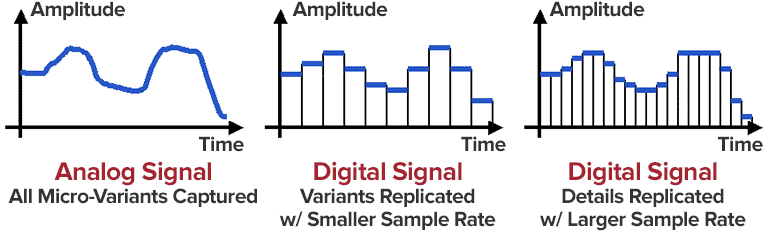 Amplitude
Time
Analog Signal
All Micro-Variants Captured
Amplitude
Time
Digital Signal
Variants Replicated
w/ Smaller Sample Rate
Amplitude
Time
Digital Signal
Details Replicated
w/ Larger Sample Rate